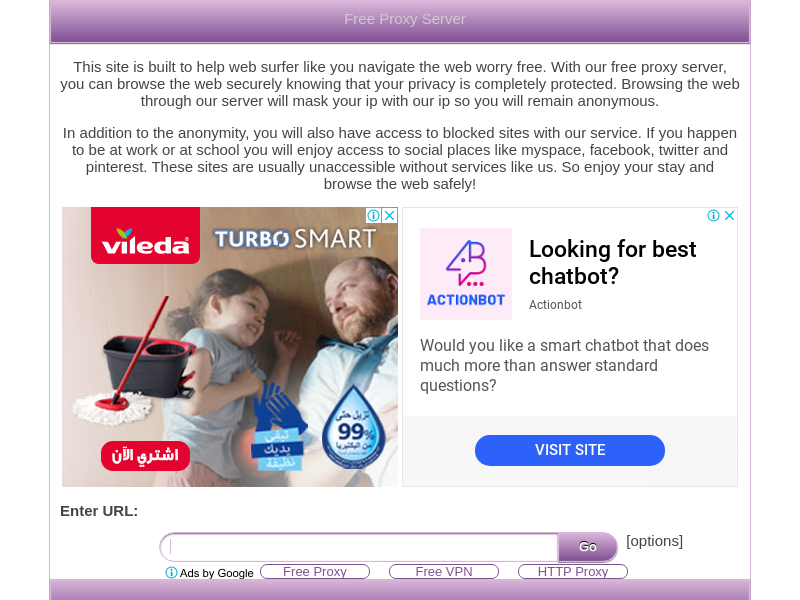 Free Proxy Server
This site is built to help web surfer like you navigate the web worry free. With our free proxy server,
you can browse the web securely knowing that your privacy is completely protected. Browsing the web
through our server will mask your ip with our ip so you will remain anonymous.
In addition to the anonymity, you will also have access to blocked sites with our service. If you happen
to be at work or at school you will enjoy access to social places like myspace, facebook, twitter and
pinterest. These sites are usually unaccessible without services like us. So enjoy your stay and
browse the web safely!
vileda
TURBO SMART
تبقى
يديك
نظيفة
تزيل حتى
99%
من البكتيريا
اشتري الآن
ACTIONBOT
Looking for best
chatbot?
Actionbot
Would you like a smart chatbot that does
much more than answer standard
questions?
VISIT SITE
Enter URL:
Go
[options]
Ads by Google
Free Proxy
Free VPN
HTTP Proxy